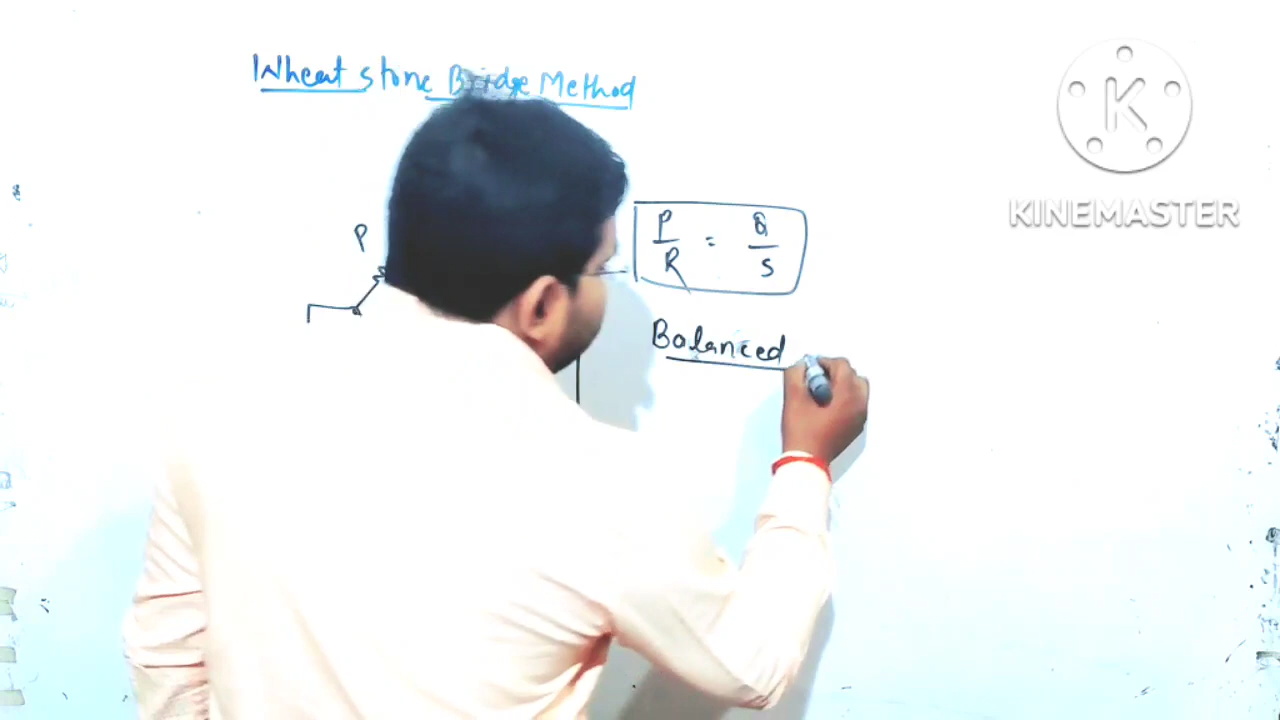 Wheat stone Bridge Method
P
P/R = Q/S
Balanced
K
KINEMASTER